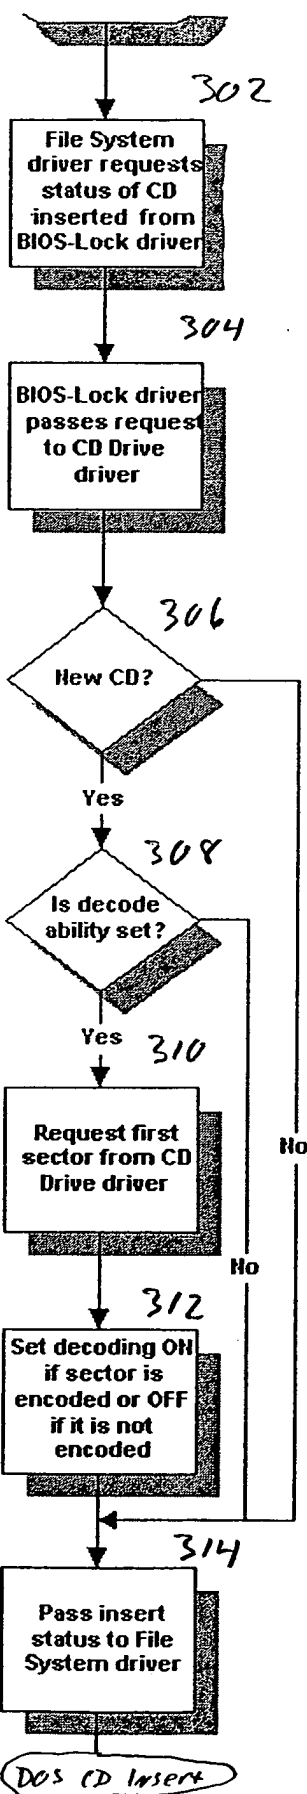 302
File System
driver requests
status of CD
inserted from
BIOS-Lock driver
304
BIOS-Lock driver
passes request
to CD Drive
driver
306
New CD?
Yes
308
Is decode
ability set?
Yes
310
Request first
sector from CD
Drive driver
No
No
312
Set decoding ON
if sector is
encoded or OFF
if it is not
encoded
314
Pass insert
status to File
System driver
DOS CD Insert